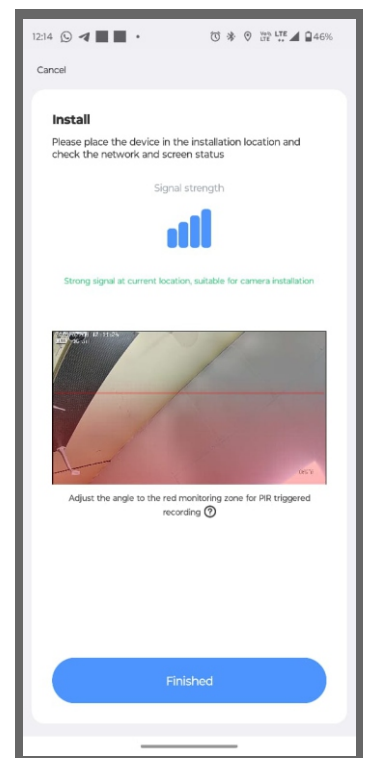 12:14 46%
Cancel
Install
Please place the device in the installation location and
check the network and screen status
Signal strength
Strong signal at current location, suitable for camera installation
Adjust the angle to the red monitoring zone for PIR triggered
recording ?
Finished